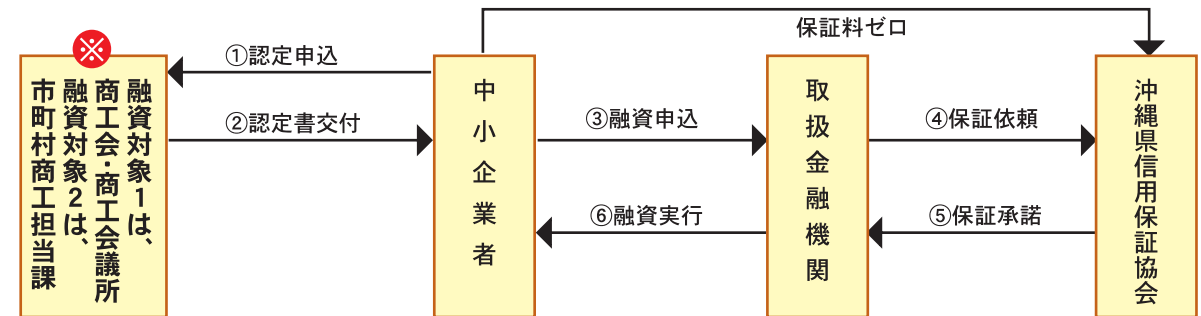 保証料ゼロ
※
融資対象1は、
商工会・商工会議所
融資対象2は、
市町村商工担当課
①認定申込
②認定書交付
中小企業者
③融資申込
⑥融資実行
取扱金融機関
④保証依頼
⑤保証承諾
沖縄県信用保証協会